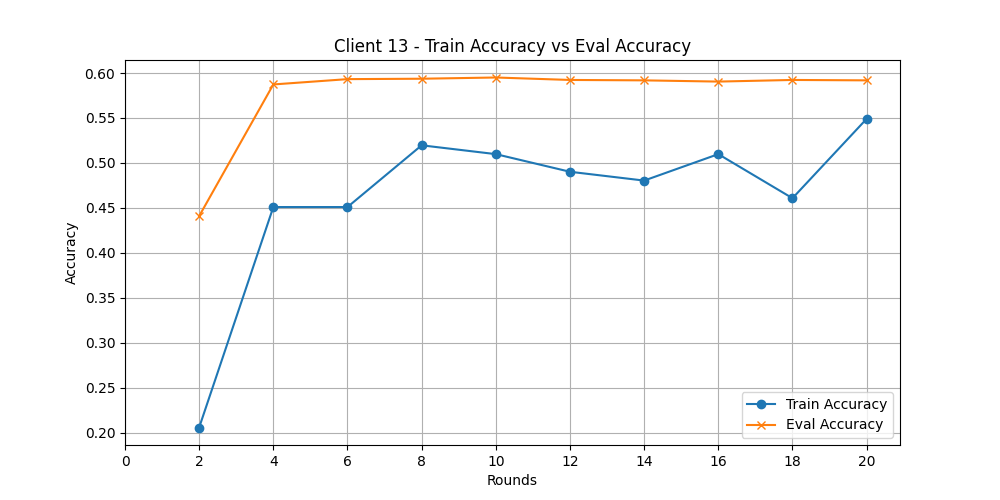 Client 13 - Train Accuracy vs Eval Accuracy
0.60
0.55
0.50
0.45
0.40
0.35
0.30
0.25
0.20
Accuracy
Train Accuracy
Eval Accuracy
0 2 4 6 8 10 12 14 16 18 20
Rounds